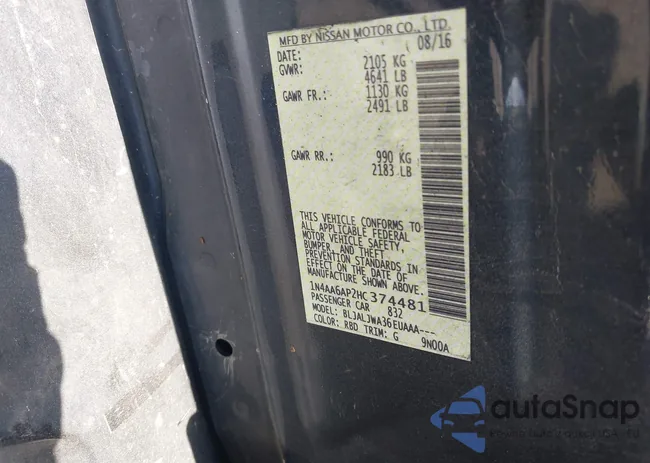 MFD BY NISSAN MOTOR CO., LTD.
DATE: 08/16
GVWR: 2105 KG
4641 LB
GAWR FR.: 1130 KG
2491 LB
GAWR RR.: 990 KG
2183 LB
THIS VEHICLE CONFORMS TO
ALL APPLICABLE FEDERAL
MOTOR VEHICLE SAFETY,
BUMPER, AND THEFT
PREVENTION STANDARDS IN
EFFECT ON THE DATE OF
MANUFACTURE SHOWN ABOVE.
1N4AA6AP2HC374481
PASSENGER CAR 832
MODEL: BLJALJWA36EUAAA---
COLOR: RBD TRIM: G 9N00A
autaSnap